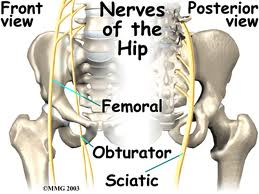 Front
view
Nerves
of the
Hip
Posterior
view
Femoral
Obturator
Sciatic
©MMG 2003